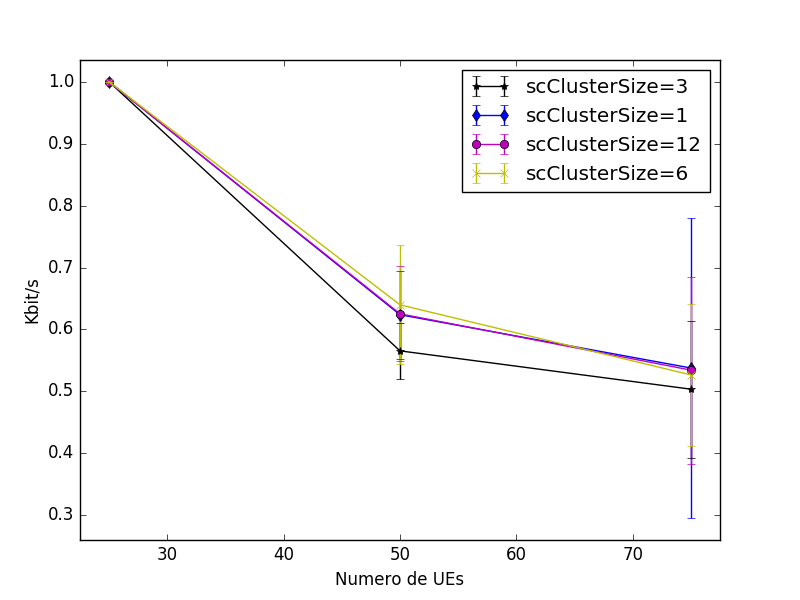 scClusterSize=3
scClusterSize=1
scClusterSize=12
scClusterSize=6
1.0
0.9
0.8
0.7
0.6
0.5
0.4
0.3
Kbit/s
30 40 50 60 70
Numero de UEs